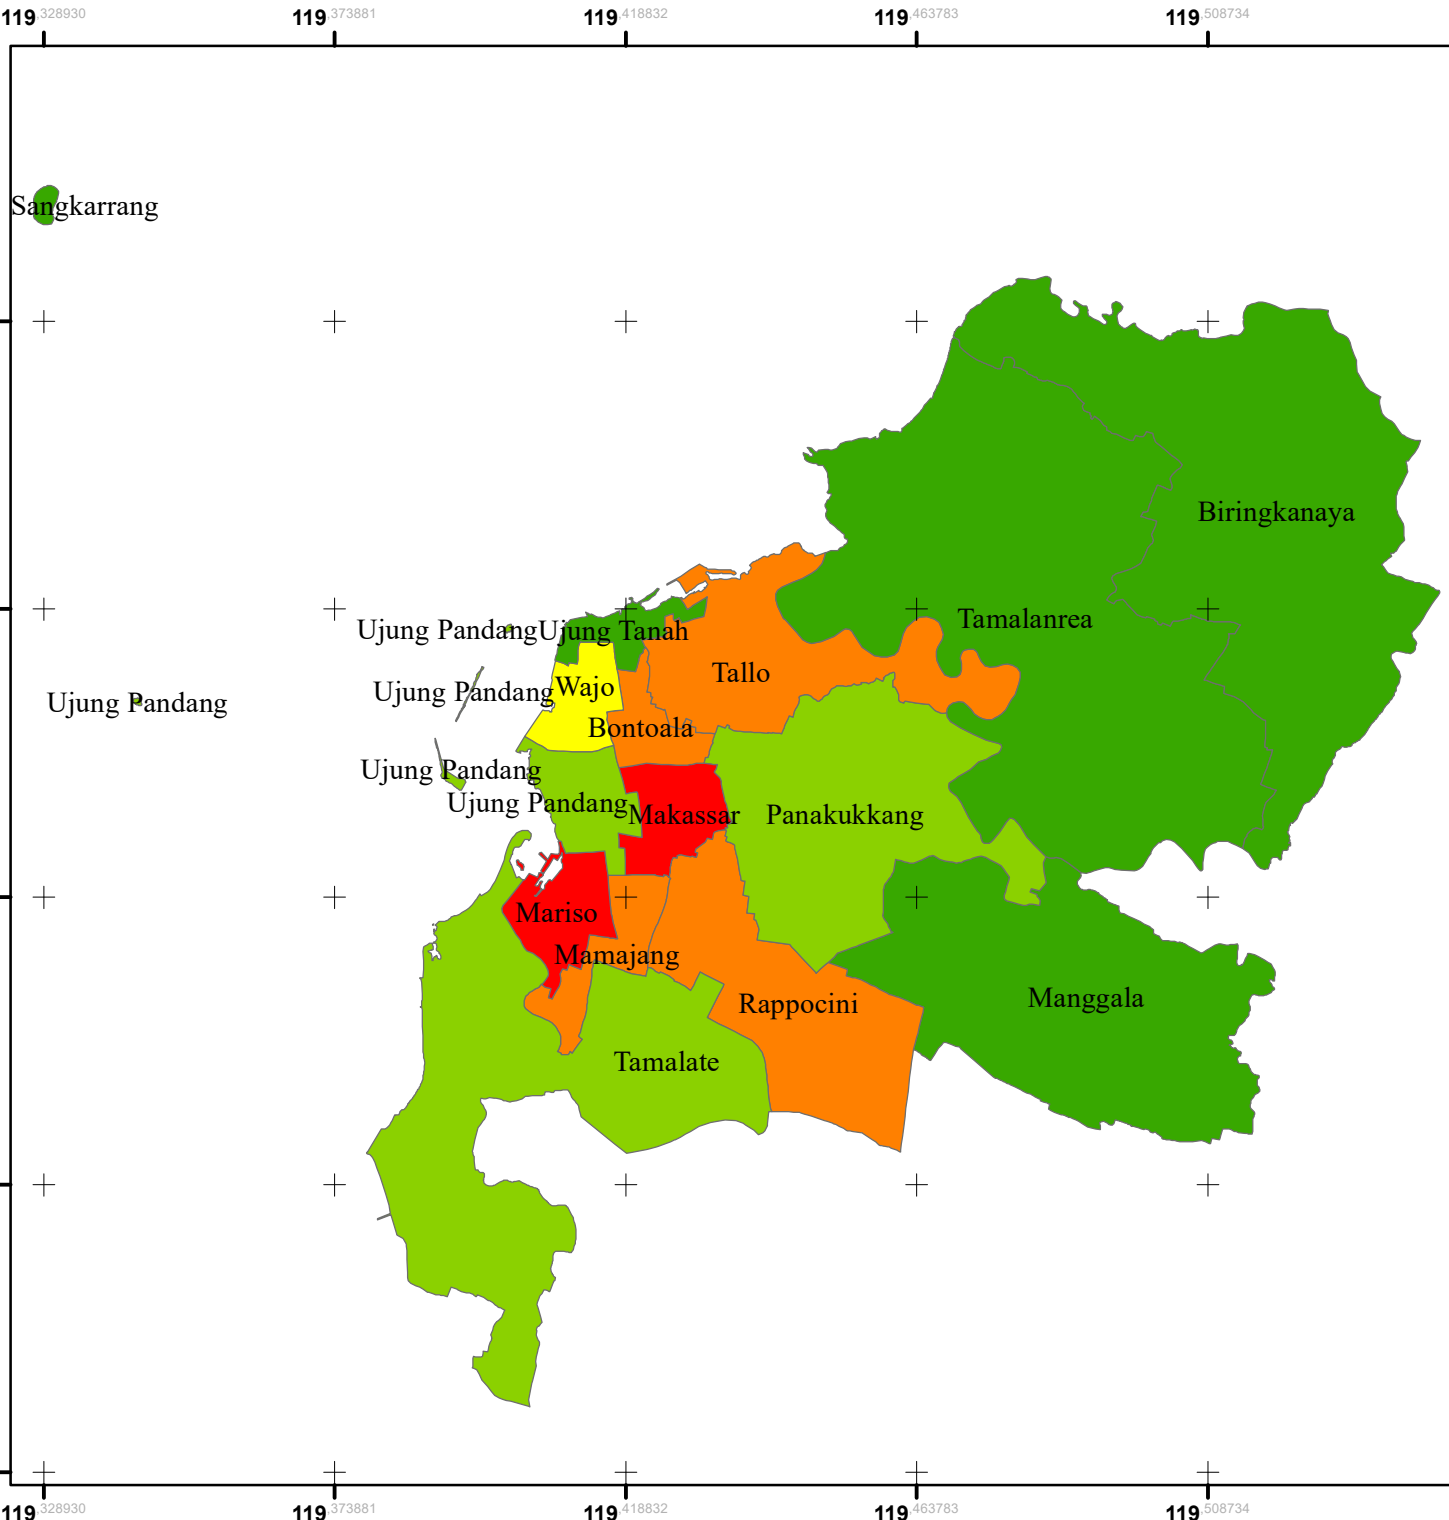 119.328930 119.373881 119.418832 119.463783 119.508734
Sangkarrang
Biringkanaya
Tamalanrea
Ujung Pandang
Ujung Tanah
Tallo
Ujung Pandang
Wajo
Ujung Pandang
Bontoala
Ujung Pandang
Ujung Pandang
Makassar
Panakukkang
Mariso
Mamajang
Manggala
Rappocini
Tamalate
119.328930 119.373881 119.418832 119.463783 119.508734